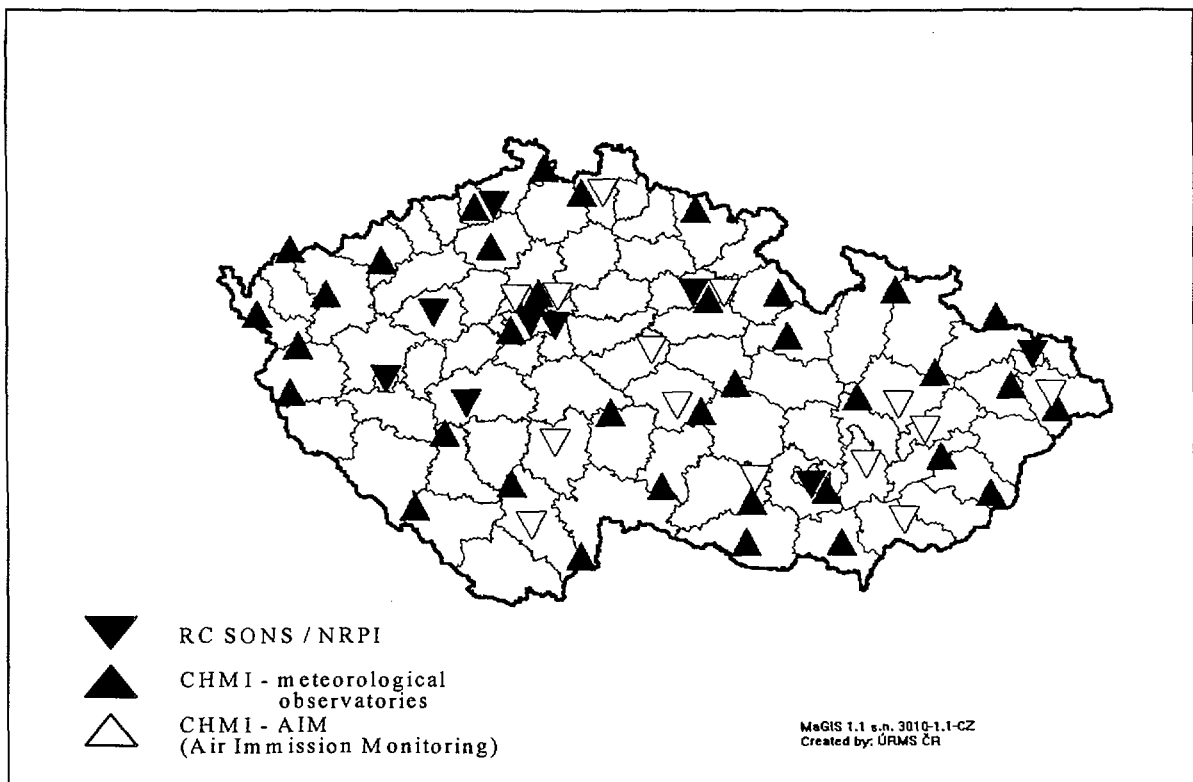 RC SONS / NRPI
CHMI - meteorological
observatories
CHMI - AIM
(Air Immission Monitoring)
MaGIS 1.1 s.n. 3010-1.1-CZ
Created by: ÚRMS ČR